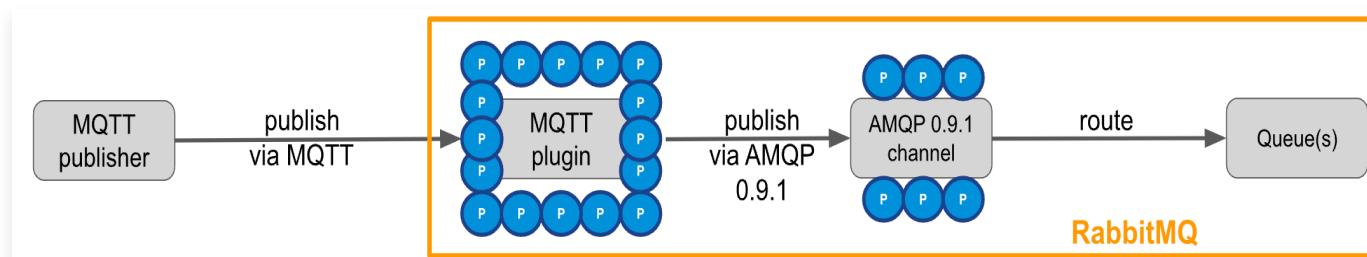 MQTT
publisher
publish
via MQTT
P P P P P
P P
P P
P P
P P P P P
MQTT
plugin
publish
via AMQP
0.9.1
P P P
AMQP 0.9.1
channel
P P P
route
Queue(s)
RabbitMQ